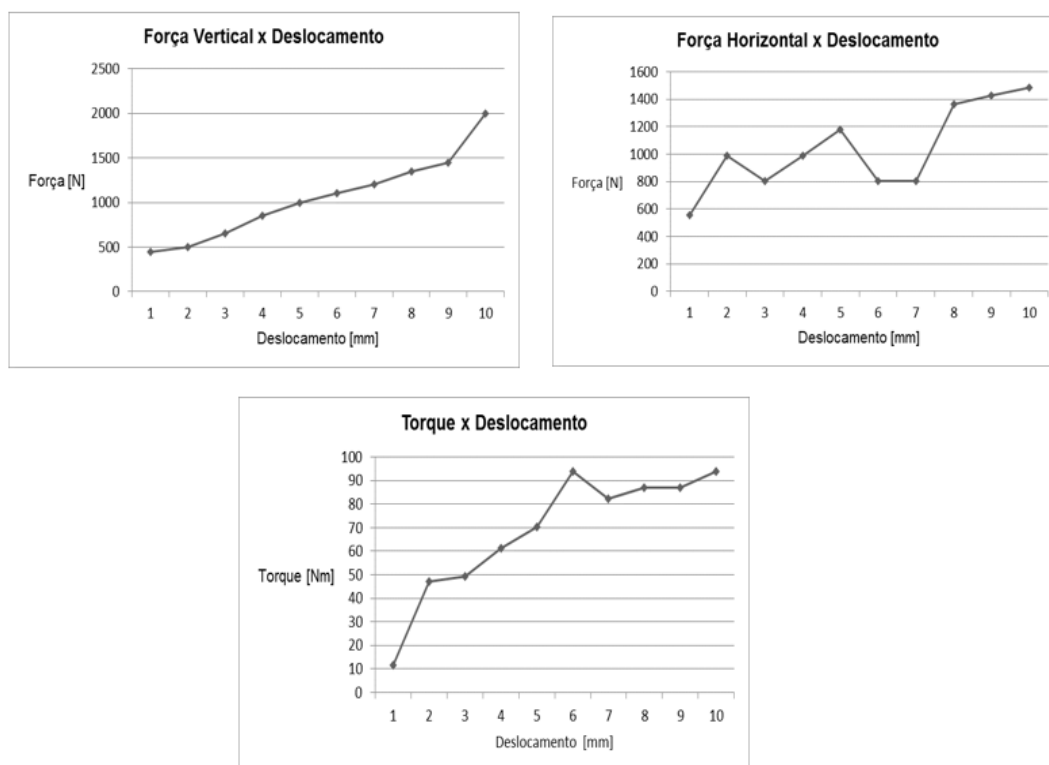 Força Vertical x Deslocamento
2500
2000
1500
Força [N]
1000
500
0
1 2 3 4 5 6 7 8 9 10
Deslocamento [mm]
Força Horizontal x Deslocamento
1600
1400
1200
1000
Força [N]
800
600
400
200
0
1 2 3 4 5 6 7 8 9 10
Deslocamento [mm]
Torque x Deslocamento
100
90
80
70
60
Torque [Nm]
50
40
30
20
10
0
1 2 3 4 5 6 7 8 9 10
Deslocamento [mm]